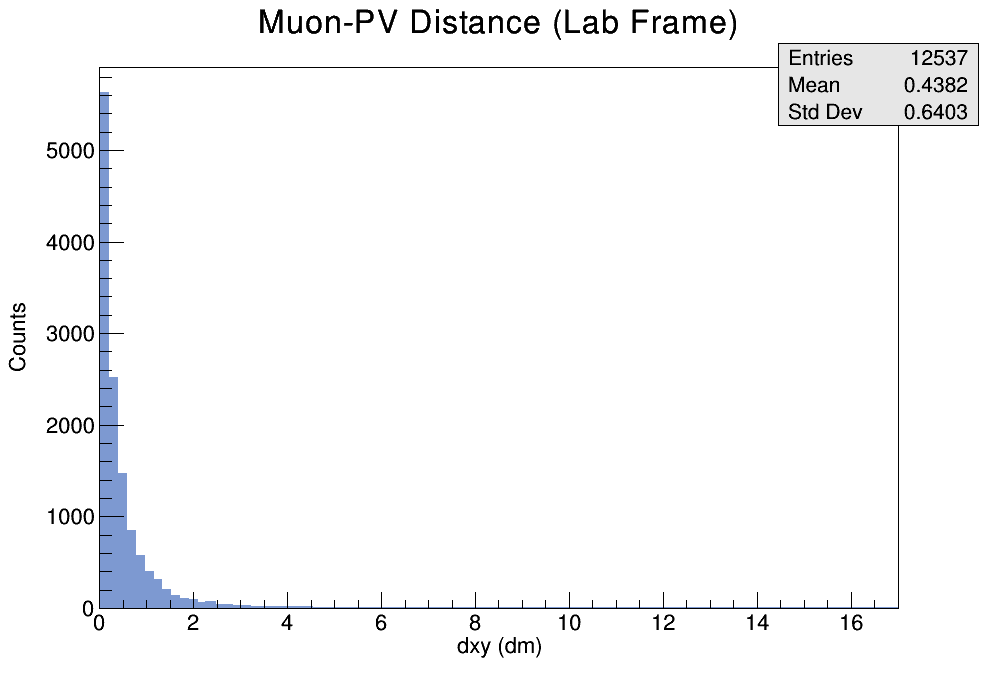 Muon-PV Distance (Lab Frame)
Entries 12537
Mean 0.4382
Std Dev 0.6403
Counts
5000
4000
3000
2000
1000
0
0 2 4 6 8 10 12 14 16
dxy (dm)